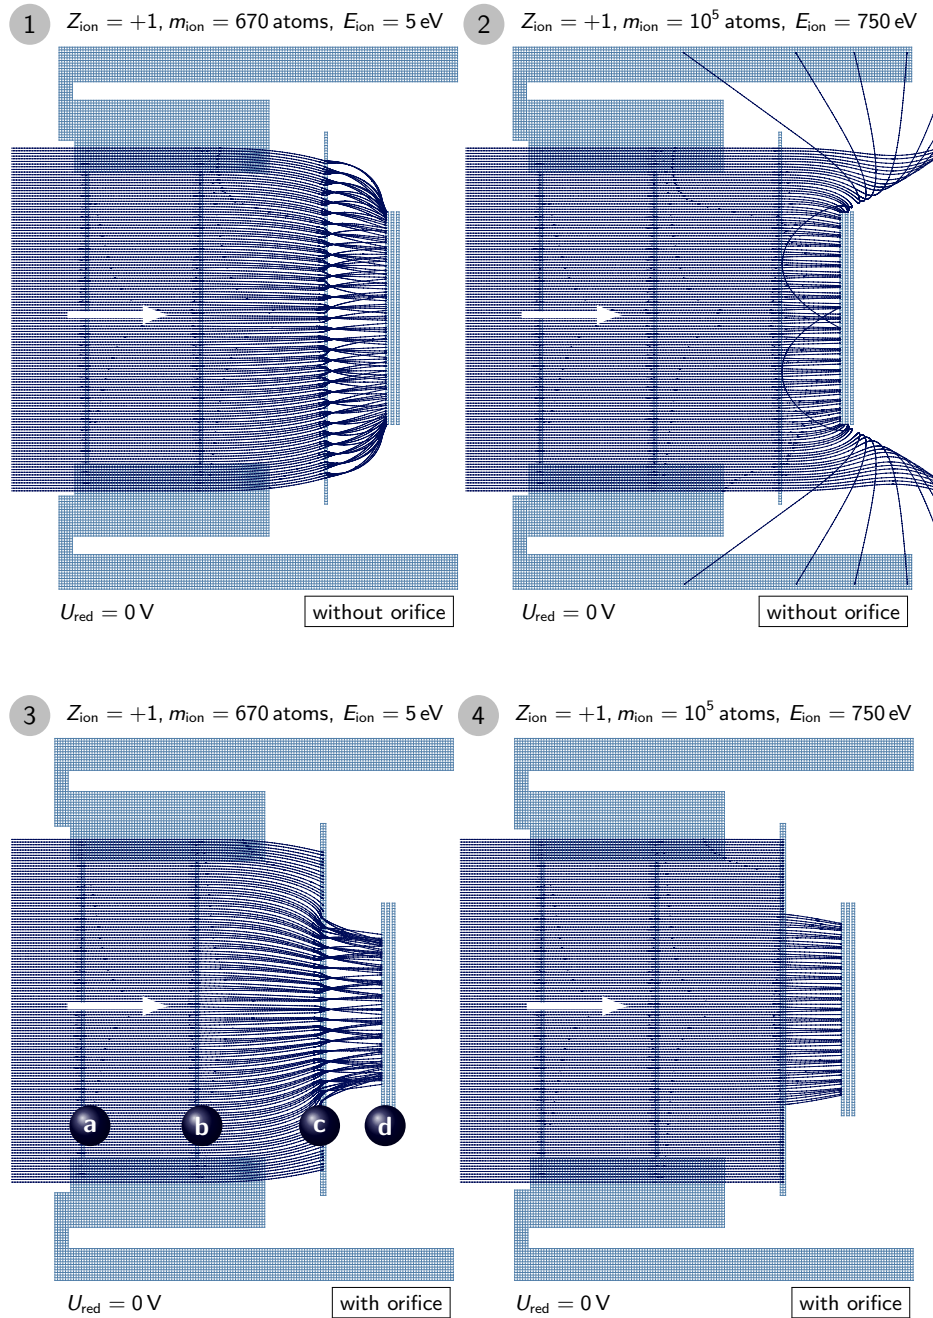 1 Z_ion = +1, m_ion = 670 atoms, E_ion = 5 eV
2 Z_ion = +1, m_ion = 10^5 atoms, E_ion = 750 eV
U_red = 0 V without orifice
U_red = 0 V without orifice
3 Z_ion = +1, m_ion = 670 atoms, E_ion = 5 eV
4 Z_ion = +1, m_ion = 10^5 atoms, E_ion = 750 eV
a b c d
U_red = 0 V with orifice
U_red = 0 V with orifice